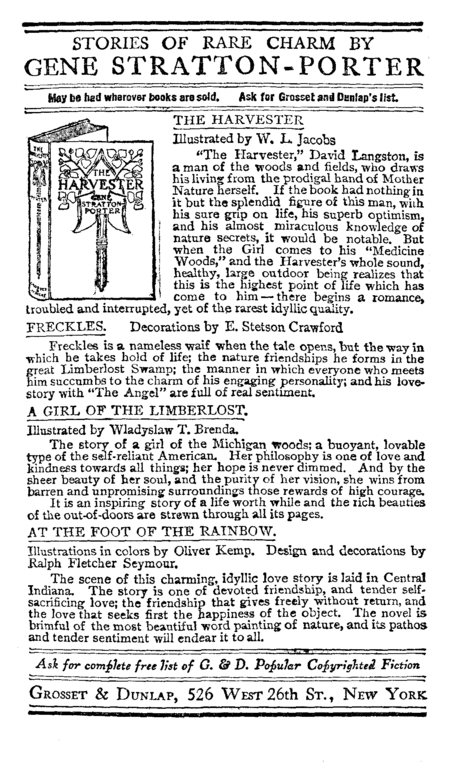 STORIES OF RARE CHARM BY
GENE STRATTON-PORTER
May be had wherever books are sold. Ask for Grosset and Dunlap's list.
THE HARVESTER
Illustrated by W. L. Jacobs
"The Harvester," David Langston, is
a man of the woods and fields, who draws
his living from the prodigal hand of Mother
Nature herself. If the book had nothing in
it but the splendid figure of this man, with
his sure grip on life, his superb optimism,
and his almost miraculous knowledge of
nature secrets, it would be notable. But
when the Girl comes to his "Medicine
Woods," and the Harvester's whole sound,
healthy, large outdoor being realizes that
this is the highest point of life which has
come to him — there begins a romance,
troubled and interrupted, yet of the rarest idyllic quality.
THE
HARVESTER
GENE
STRATTON-
PORTER
FRECKLES. Decorations by E. Stetson Crawford
Freckles is a nameless waif when the tale opens, but the way in
which he takes hold of life; the nature friendships he forms in the
great Limberlost Swamp; the manner in which everyone who meets
him succumbs to the charm of his engaging personality; and his love-
story with "The Angel" are full of real sentiment.
A GIRL OF THE LIMBERLOST.
Illustrated by Wladyslaw T. Brenda.
The story of a girl of the Michigan woods; a buoyant, lovable
type of the self-reliant American. Her philosophy is one of love and
kindness towards all things; her hope is never dimmed. And by the
sheer beauty of her soul, and the purity of her vision, she wins from
barren and unpromising surroundings those rewards of high courage.
It is an inspiring story of a life worth while and the rich beauties
of the out-of-doors are strewn through all its pages.
AT THE FOOT OF THE RAINBOW.
Illustrations in colors by Oliver Kemp. Design and decorations by
Ralph Fletcher Seymour.
The scene of this charming, idyllic love story is laid in Central
Indiana. The story is one of devoted friendship, and tender self-
sacrificing love; the friendship that gives freely without return, and
the love that seeks first the happiness of the object. The novel is
brimful of the most beautiful word painting of nature, and its pathos
and tender sentiment will endear it to all.
Ask for complete free list of G. & D. Popular Copyrighted Fiction
GROSSET & DUNLAP, 526 WEST 26th ST., NEW YORK